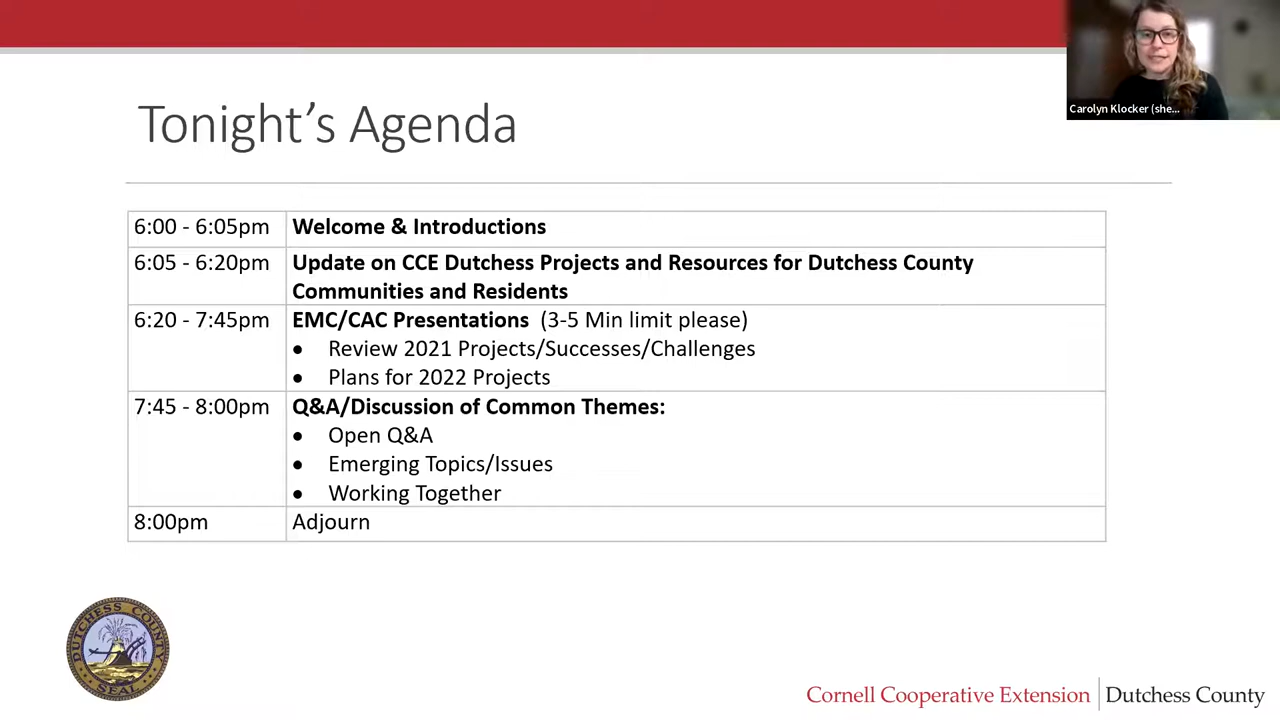 Carolyn Klocker (she...
Tonight's Agenda
6:00 - 6:05pm Welcome & Introductions
6:05 - 6:20pm Update on CCE Dutchess Projects and Resources for Dutchess County
Communities and Residents
6:20 - 7:45pm EMC/CAC Presentations (3-5 Min limit please)
• Review 2021 Projects/Successes/Challenges
• Plans for 2022 Projects
7:45 - 8:00pm Q&A/Discussion of Common Themes:
• Open Q&A
• Emerging Topics/Issues
• Working Together
8:00pm Adjourn
DUTCHESS COUNTY
SEAL
Cornell Cooperative Extension Dutchess County